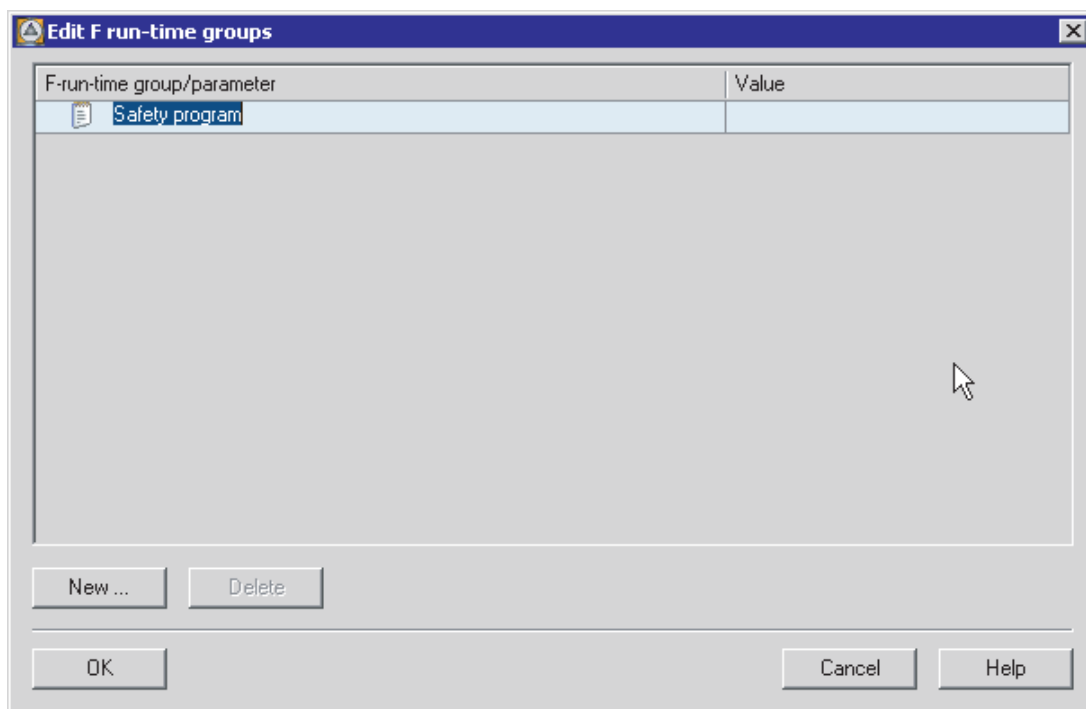 Edit F run-time groups
F-run-time group/parameter Value
Safety program
New ... Delete
OK Cancel Help